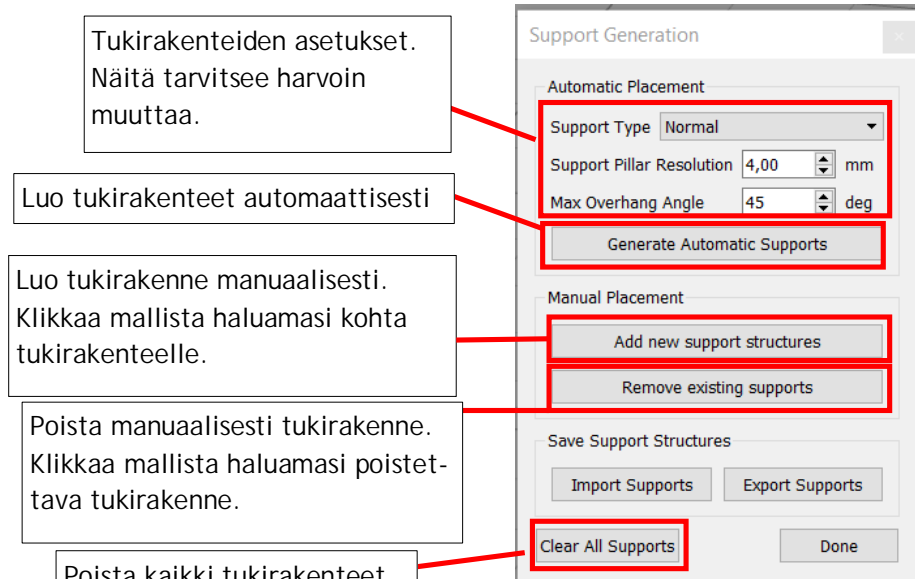 Tukirakenteiden asetukset.
Näitä tarvitsee harvoin
muuttaa.
Luo tukirakenteet automaattisesti
Luo tukirakenne manuaalisesti.
Klikkaa mallista haluamasi kohta
tukirakenteelle.
Poista manuaalisesti tukirakenne.
Klikkaa mallista haluamasi poistet-
tava tukirakenne.
Poista kaikki tukirakenteet
Support Generation
Automatic Placement
Support Type Normal
Support Pillar Resolution 4,00 mm
Max Overhang Angle 45 deg
Generate Automatic Supports
Manual Placement
Add new support structures
Remove existing supports
Save Support Structures
Import Supports Export Supports
Clear All Supports Done